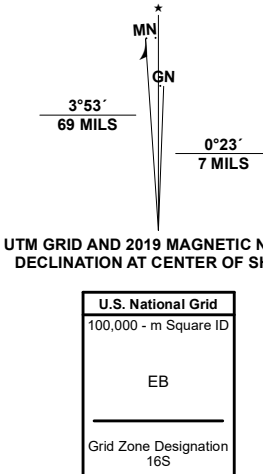 ★
MN
GN
3°53´
69 MILS
0°23´
7 MILS
UTM GRID AND 2019 MAGNETIC N
DECLINATION AT CENTER OF SH
U.S. National Grid
100,000 - m Square ID
EB
Grid Zone Designation
16S